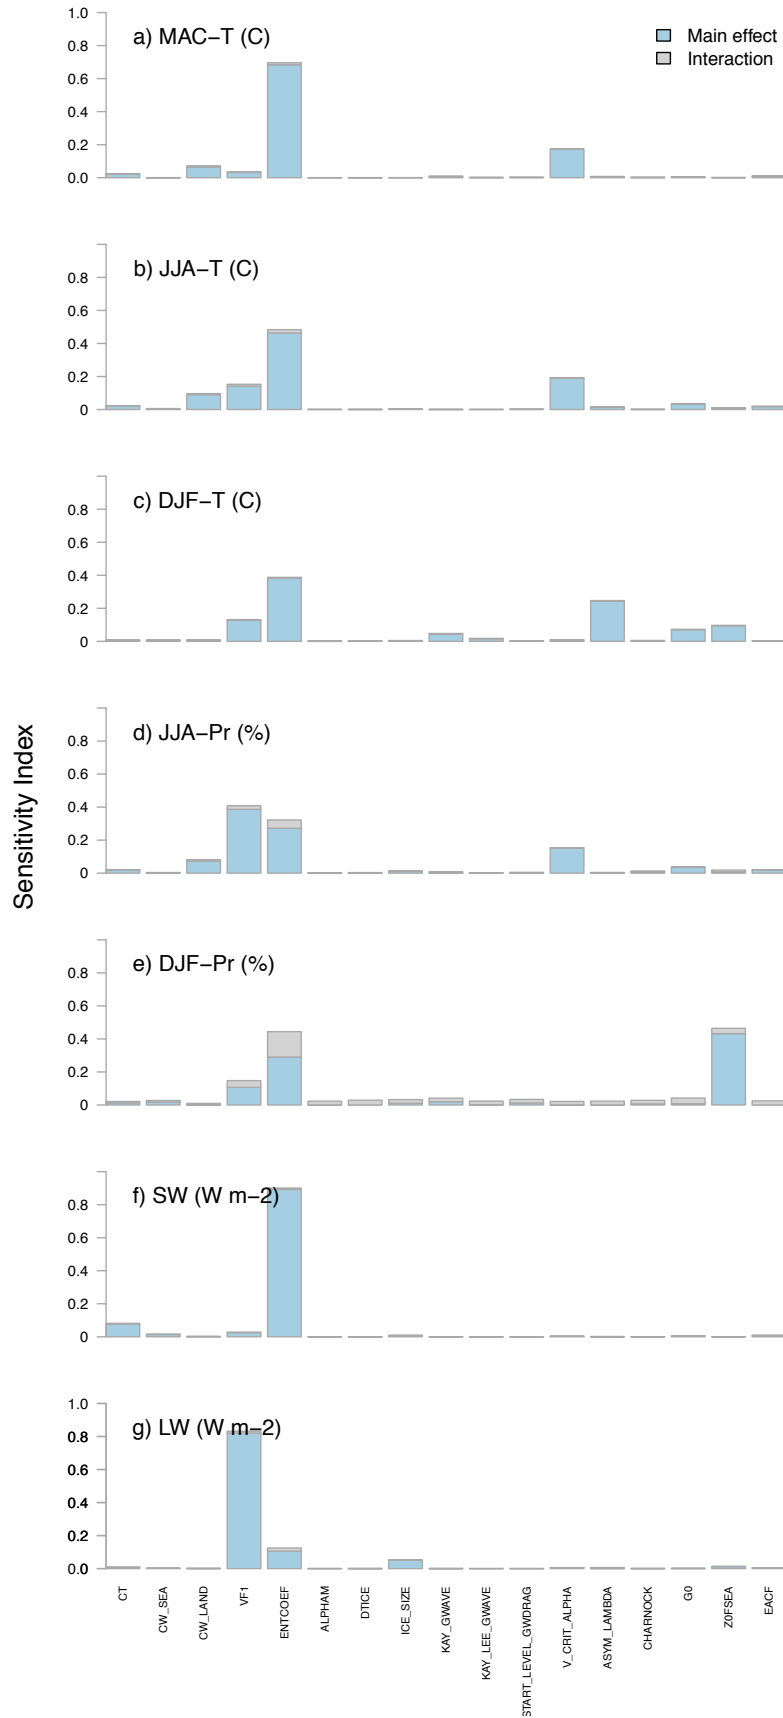 a) MAC−T (C)
Main effect
Interaction
1.0
0.8
0.6
0.4
0.2
0.0
b) JJA−T (C)
0.8
0.6
0.4
0.2
0
c) DJF−T (C)
0.8
0.6
0.4
0.2
0
Sensitivity Index
d) JJA−Pr (%)
0.8
0.6
0.4
0.2
0
e) DJF−Pr (%)
0.8
0.6
0.4
0.2
0
f) SW (W m−2)
0.8
0.6
0.4
0.2
0
g) LW (W m−2)
1.0
0.8
0.6
0.4
0.2
0.0
CT
CW_SEA
CW_LAND
VF1
ENTCOEF
ALPHAM
DTICE
ICE_SIZE
KAY_GWAVE
KAY_LEE_GWAVE
START_LEVEL_GWDRAG
V_CRIT_ALPHA
ASYM_LAMBDA
CHARNOCK
G0
Z0FSEA
EACF